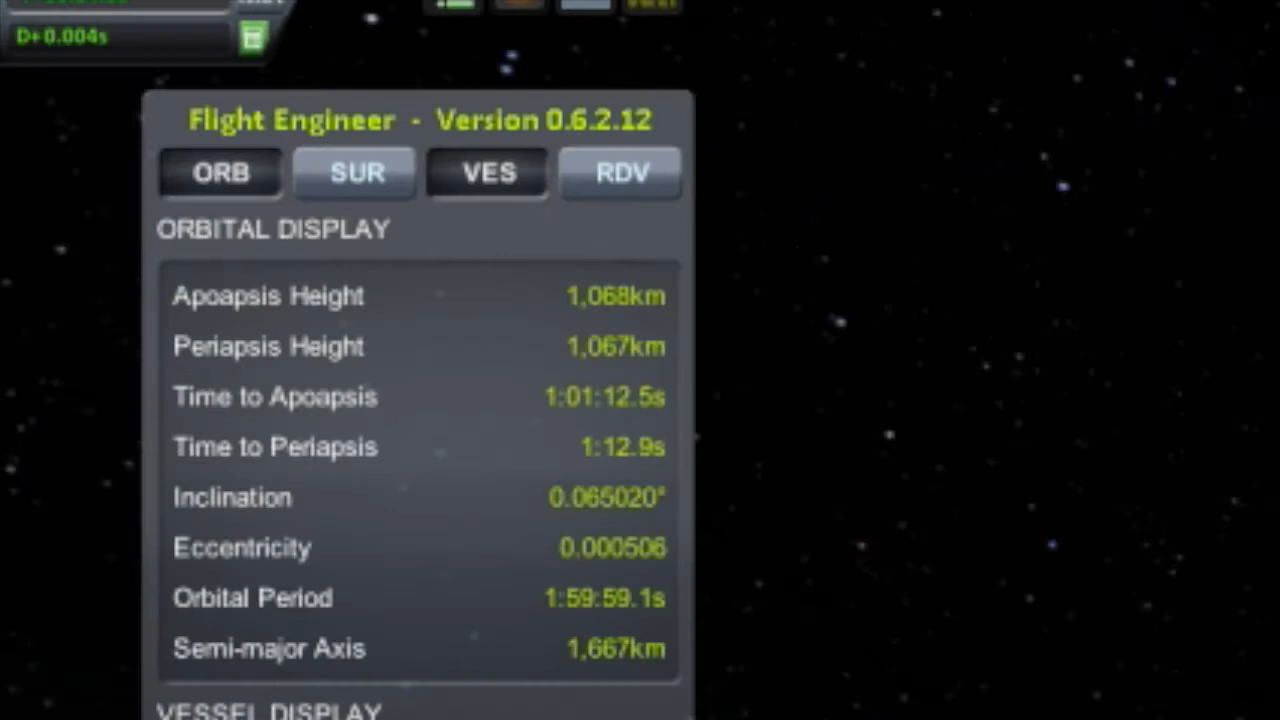 D+0.004s
Flight Engineer - Version 0.6.2.12
ORB SUR VES RDV
ORBITAL DISPLAY
Apoapsis Height 1,068km
Periapsis Height 1,067km
Time to Apoapsis 1:01:12.5s
Time to Periapsis 1:12.9s
Inclination 0.065020°
Eccentricity 0.000506
Orbital Period 1:59:59.1s
Semi-major Axis 1,667km
VESSEL DISPLAY